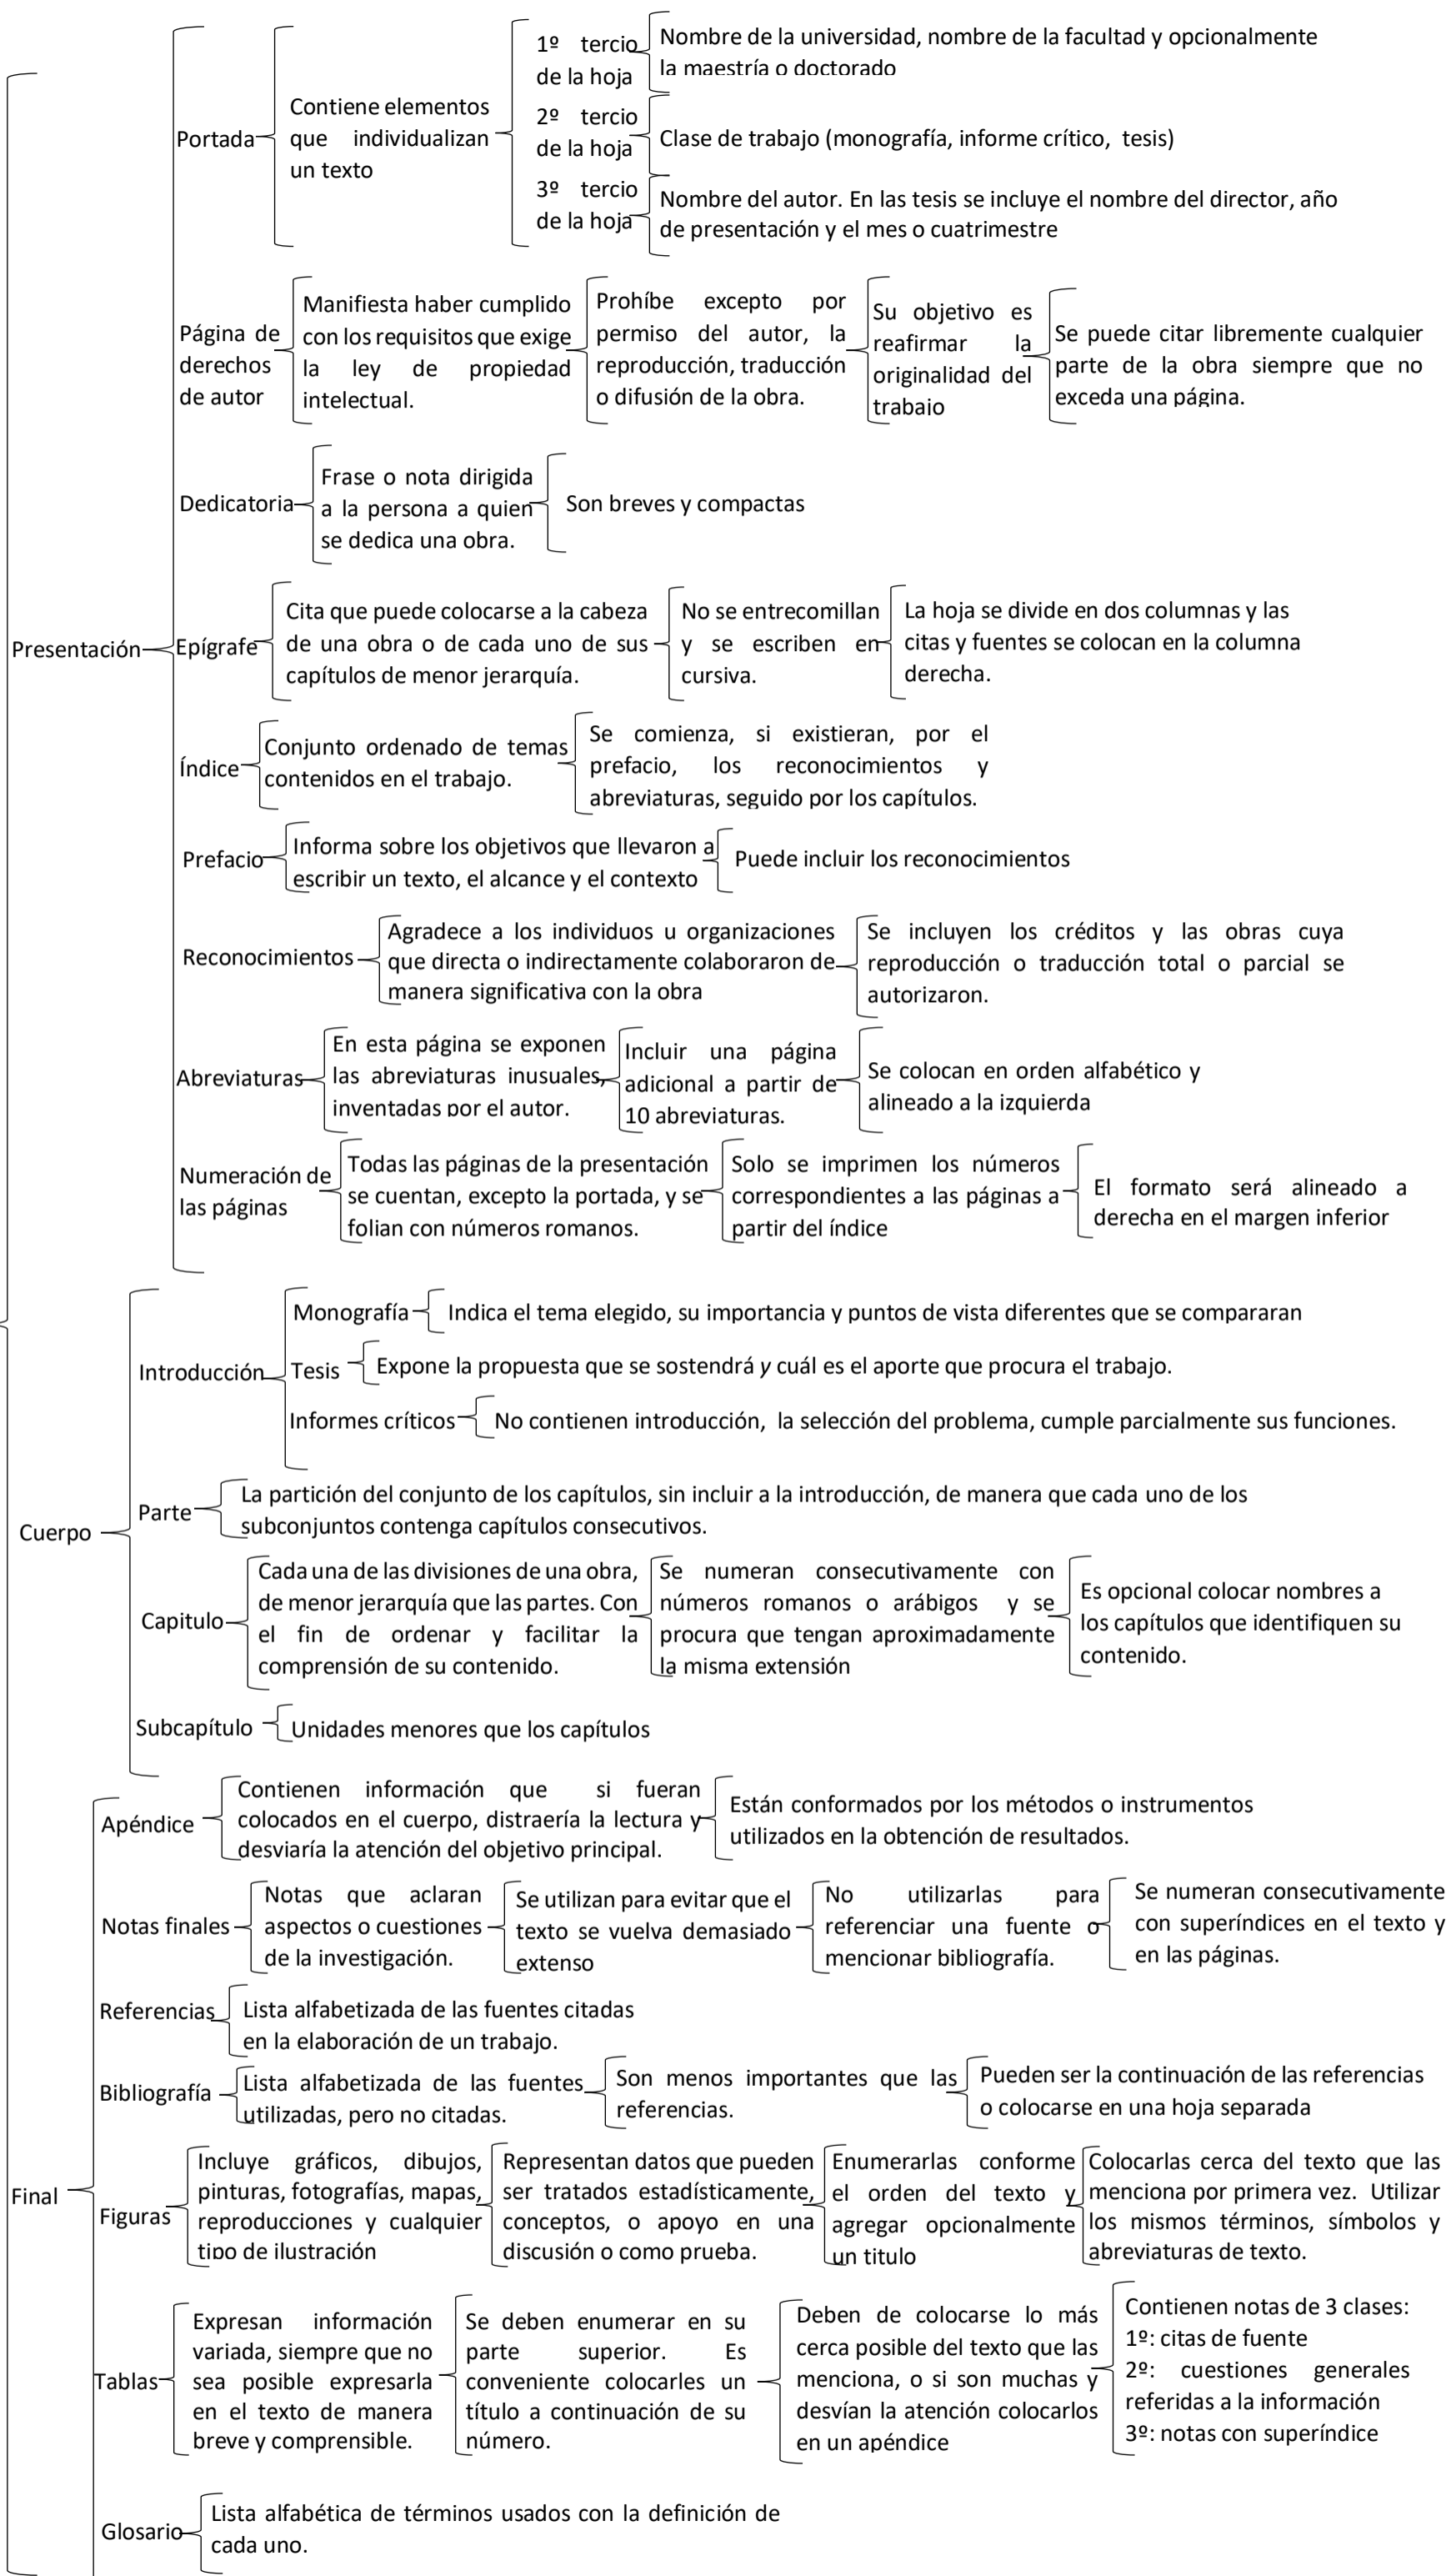 Presentación
Portada
Contiene elementos
que individualizan
un texto
1º tercio
de la hoja
Nombre de la universidad, nombre de la facultad y opcionalmente
la maestría o doctorado
2º tercio
de la hoja
Clase de trabajo (monografía, informe crítico, tesis)
3º tercio
de la hoja
Nombre del autor. En las tesis se incluye el nombre del director, año
de presentación y el mes o cuatrimestre
Página de
derechos
de autor
Manifiesta haber cumplido
con los requisitos que exige
la ley de propiedad
intelectual.
Prohíbe excepto por
permiso del autor, la
reproducción, traducción
o difusión de la obra.
Su objetivo es
reafirmar la
originalidad del
trabajo
Se puede citar libremente cualquier
parte de la obra siempre que no
exceda una página.
Dedicatoria
Frase o nota dirigida
a la persona a quien
se dedica una obra.
Son breves y compactas
Epígrafe
Cita que puede colocarse a la cabeza
de una obra o de cada uno de sus
capítulos de menor jerarquía.
No se entrecomillan
y se escriben en
cursiva.
La hoja se divide en dos columnas y las
citas y fuentes se colocan en la columna
derecha.
Índice
Conjunto ordenado de temas
contenidos en el trabajo.
Se comienza, si existieran, por el
prefacio, los reconocimientos y
abreviaturas, seguido por los capítulos.
Prefacio
Informa sobre los objetivos que llevaron a
escribir un texto, el alcance y el contexto
Puede incluir los reconocimientos
Reconocimientos
Agradece a los individuos u organizaciones
que directa o indirectamente colaboraron de
manera significativa con la obra
Se incluyen los créditos y las obras cuya
reproducción o traducción total o parcial se
autorizaron.
Abreviaturas
En esta página se exponen
las abreviaturas inusuales,
inventadas por el autor.
Incluir una página
adicional a partir de
10 abreviaturas.
Se colocan en orden alfabético y
alineado a la izquierda
Numeración de
las páginas
Todas las páginas de la presentación
se cuentan, excepto la portada, y se
folian con números romanos.
Solo se imprimen los números
correspondientes a las páginas a
partir del índice
El formato será alineado a
derecha en el margen inferior
Cuerpo
Introducción
Monografía
Indica el tema elegido, su importancia y puntos de vista diferentes que se compararan
Tesis
Expone la propuesta que se sostendrá y cuál es el aporte que procura el trabajo.
Informes críticos
No contienen introducción, la selección del problema, cumple parcialmente sus funciones.
Parte
La partición del conjunto de los capítulos, sin incluir a la introducción, de manera que cada uno de los
subconjuntos contenga capítulos consecutivos.
Capitulo
Cada una de las divisiones de una obra,
de menor jerarquía que las partes. Con
el fin de ordenar y facilitar la
comprensión de su contenido.
Se numeran consecutivamente con
números romanos o arábigos y se
procura que tengan aproximadamente
la misma extensión
Es opcional colocar nombres a
los capítulos que identifiquen su
contenido.
Subcapítulo
Unidades menores que los capítulos
Final
Apéndice
Contienen información que si fueran
colocados en el cuerpo, distraería la lectura y
desviaría la atención del objetivo principal.
Están conformados por los métodos o instrumentos
utilizados en la obtención de resultados.
Notas finales
Notas que aclaran
aspectos o cuestiones
de la investigación.
Se utilizan para evitar que el
texto se vuelva demasiado
extenso
No utilizarlas para
referenciar una fuente o
mencionar bibliografía.
Se numeran consecutivamente
con superíndices en el texto y
en las páginas.
Referencias
Lista alfabetizada de las fuentes citadas
en la elaboración de un trabajo.
Bibliografía
Lista alfabetizada de las fuentes
utilizadas, pero no citadas.
Son menos importantes que las
referencias.
Pueden ser la continuación de las referencias
o colocarse en una hoja separada
Figuras
Incluye gráficos, dibujos,
pinturas, fotografías, mapas,
reproducciones y cualquier
tipo de ilustración
Representan datos que pueden
ser tratados estadísticamente,
conceptos, o apoyo en una
discusión o como prueba.
Enumerarlas conforme
el orden del texto y
agregar opcionalmente
un titulo
Colocarlas cerca del texto que las
menciona por primera vez. Utilizar
los mismos términos, símbolos y
abreviaturas de texto.
Tablas
Expresan información
variada, siempre que no
sea posible expresarla
en el texto de manera
breve y comprensible.
Se deben enumerar en su
parte superior. Es
conveniente colocarles un
título a continuación de su
número.
Deben de colocarse lo más
cerca posible del texto que las
menciona, o si son muchas y
desvían la atención colocarlos
en un apéndice
Contienen notas de 3 clases:
1º: citas de fuente
2º: cuestiones generales
referidas a la información
3º: notas con superíndice
Glosario
Lista alfabética de términos usados con la definición de
cada uno.